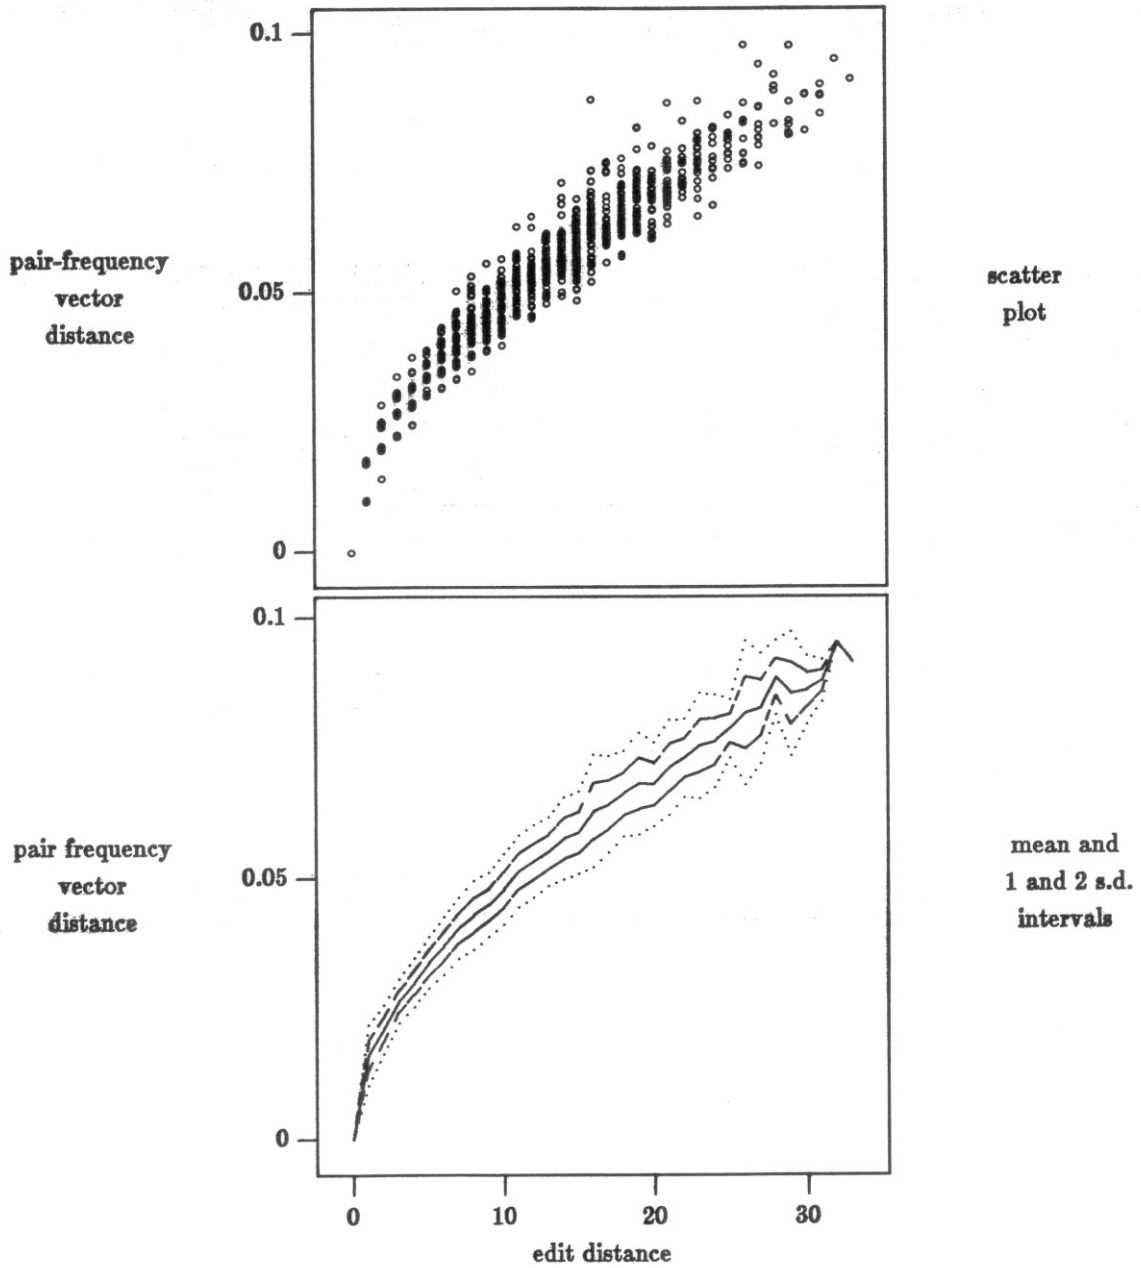 0.1
pair-frequency
vector
distance
0.05
scatter
plot
0
0.1
pair frequency
vector
distance
0.05
mean and
1 and 2 s.d.
intervals
0
0 10 20 30
edit distance